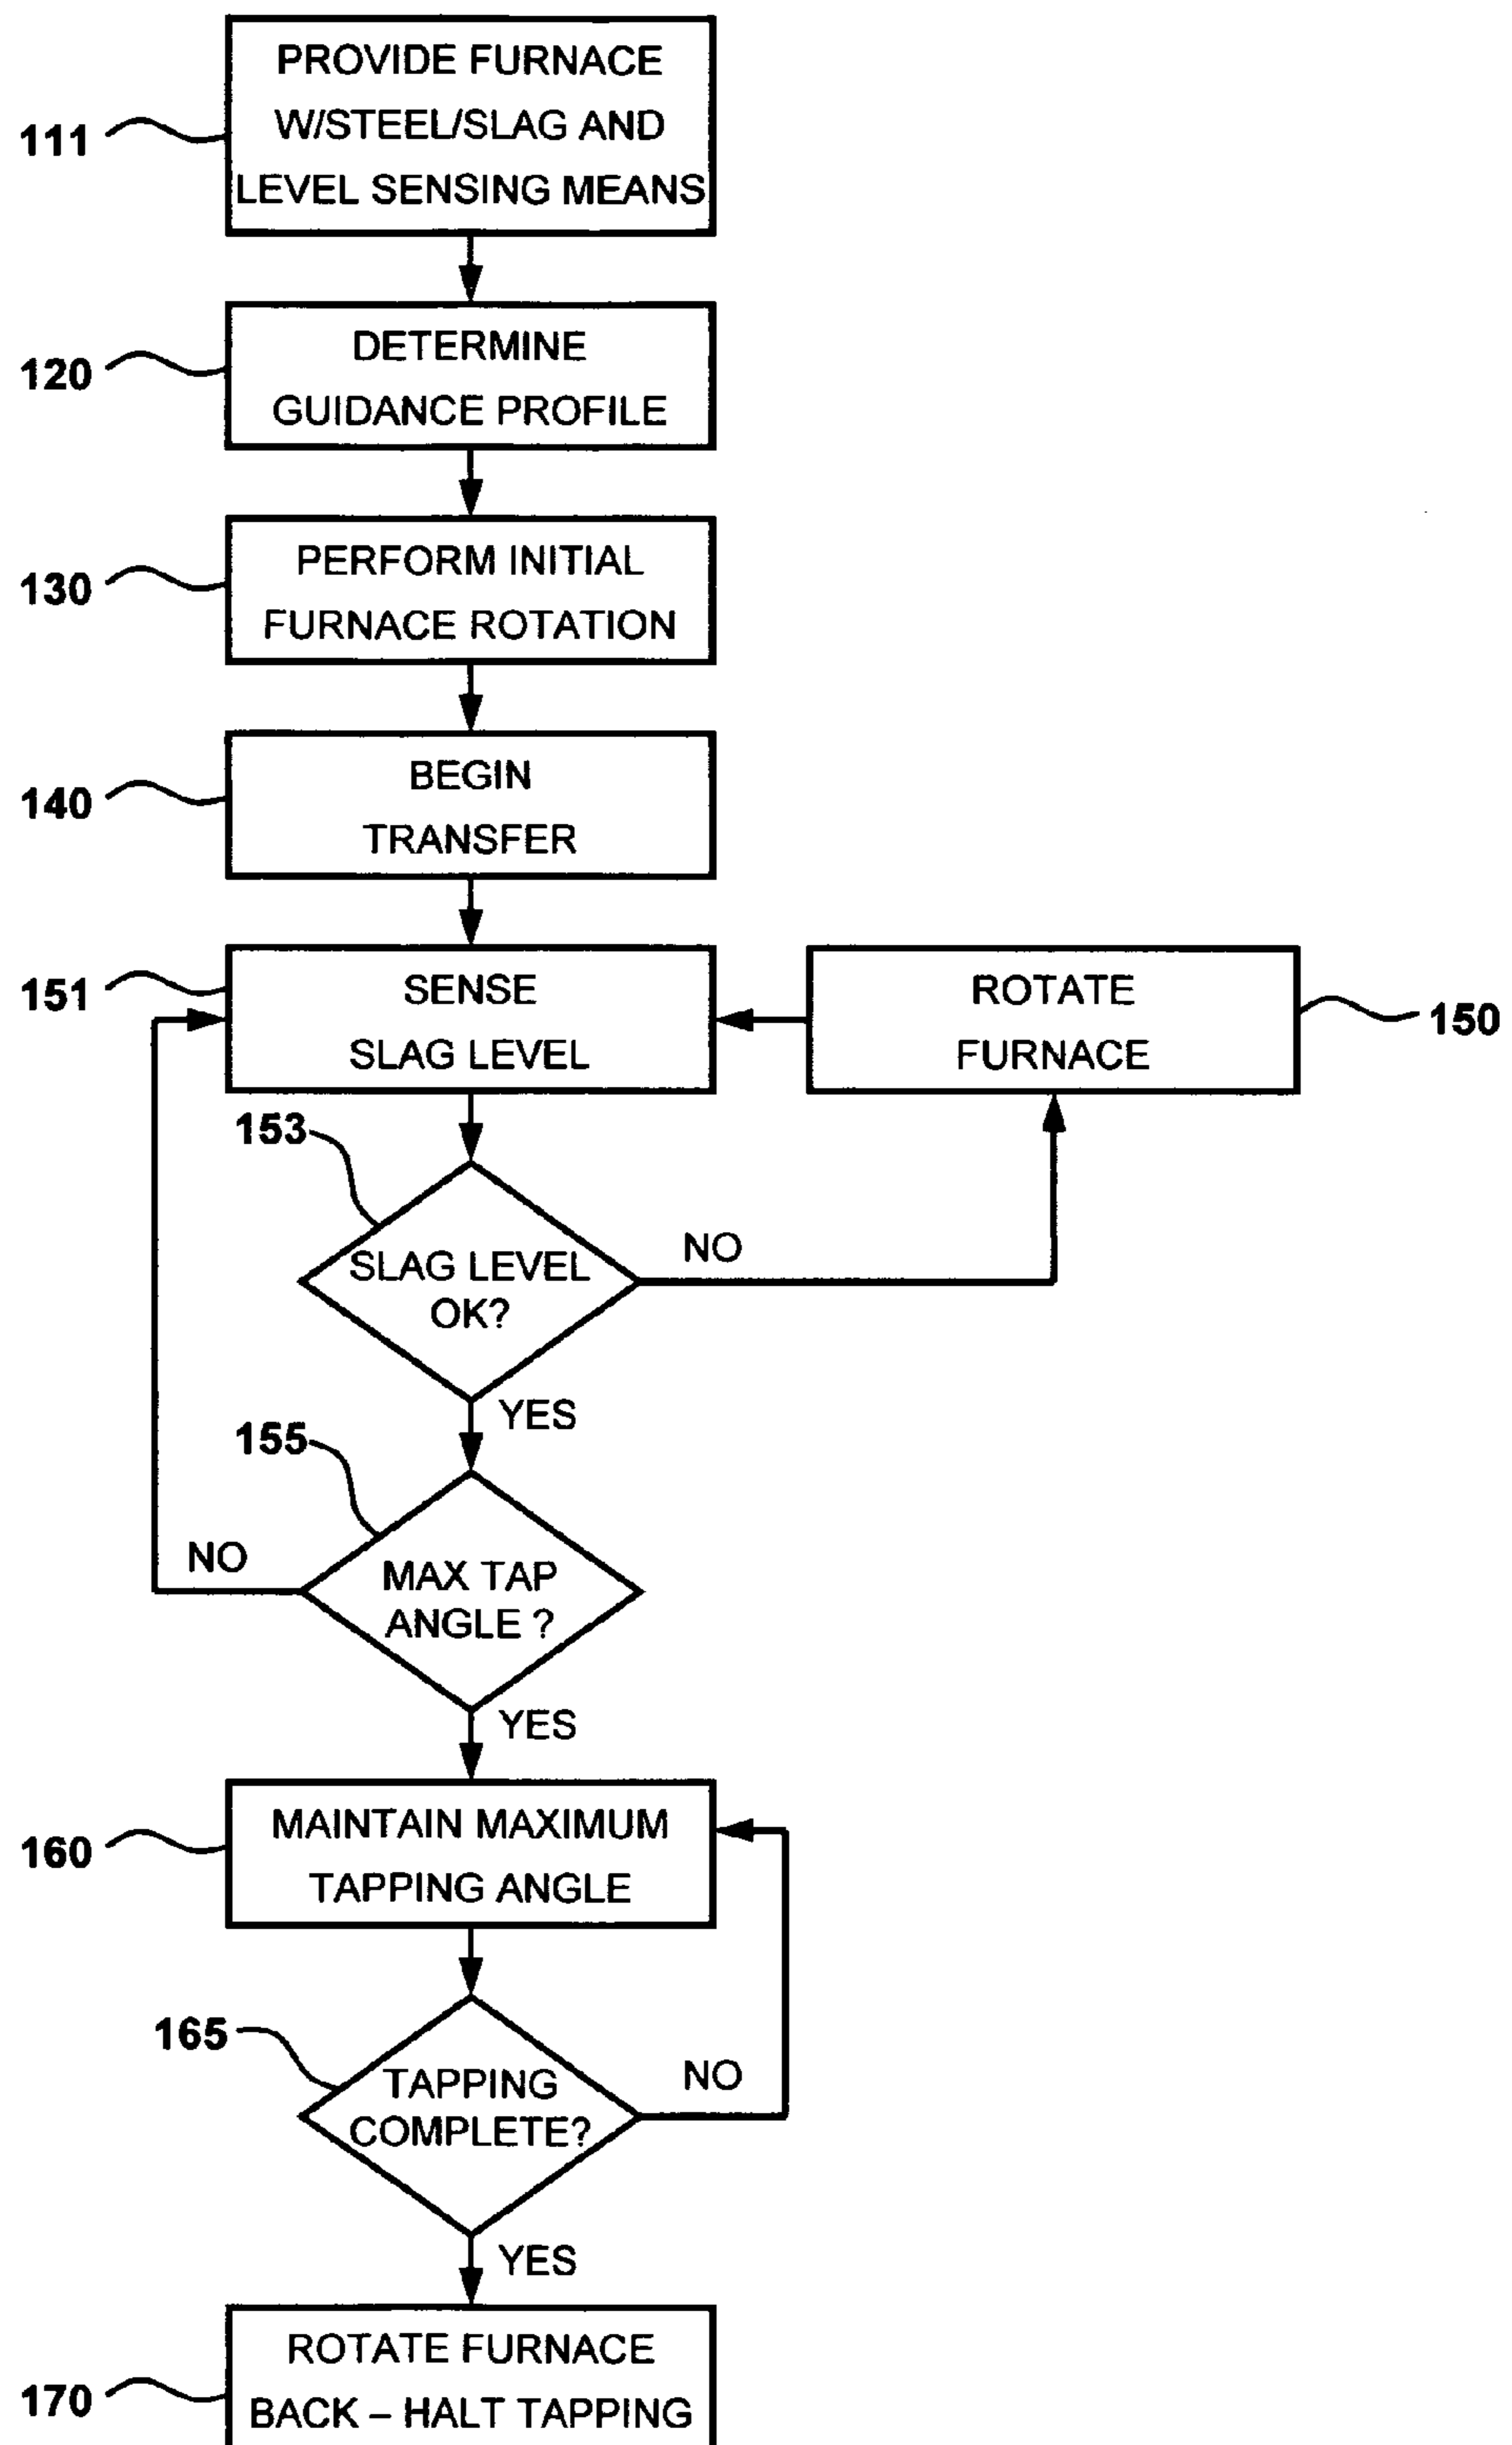 PROVIDE FURNACE
W/STEEL/SLAG AND
LEVEL SENSING MEANS
111
DETERMINE
GUIDANCE PROFILE
120
PERFORM INITIAL
FURNACE ROTATION
130
BEGIN
TRANSFER
140
SENSE
SLAG LEVEL
151
ROTATE
FURNACE
150
153
SLAG LEVEL
OK?
NO
YES
155
MAX TAP
ANGLE ?
NO
YES
MAINTAIN MAXIMUM
TAPPING ANGLE
160
165
TAPPING
COMPLETE?
NO
YES
ROTATE FURNACE
BACK – HALT TAPPING
170